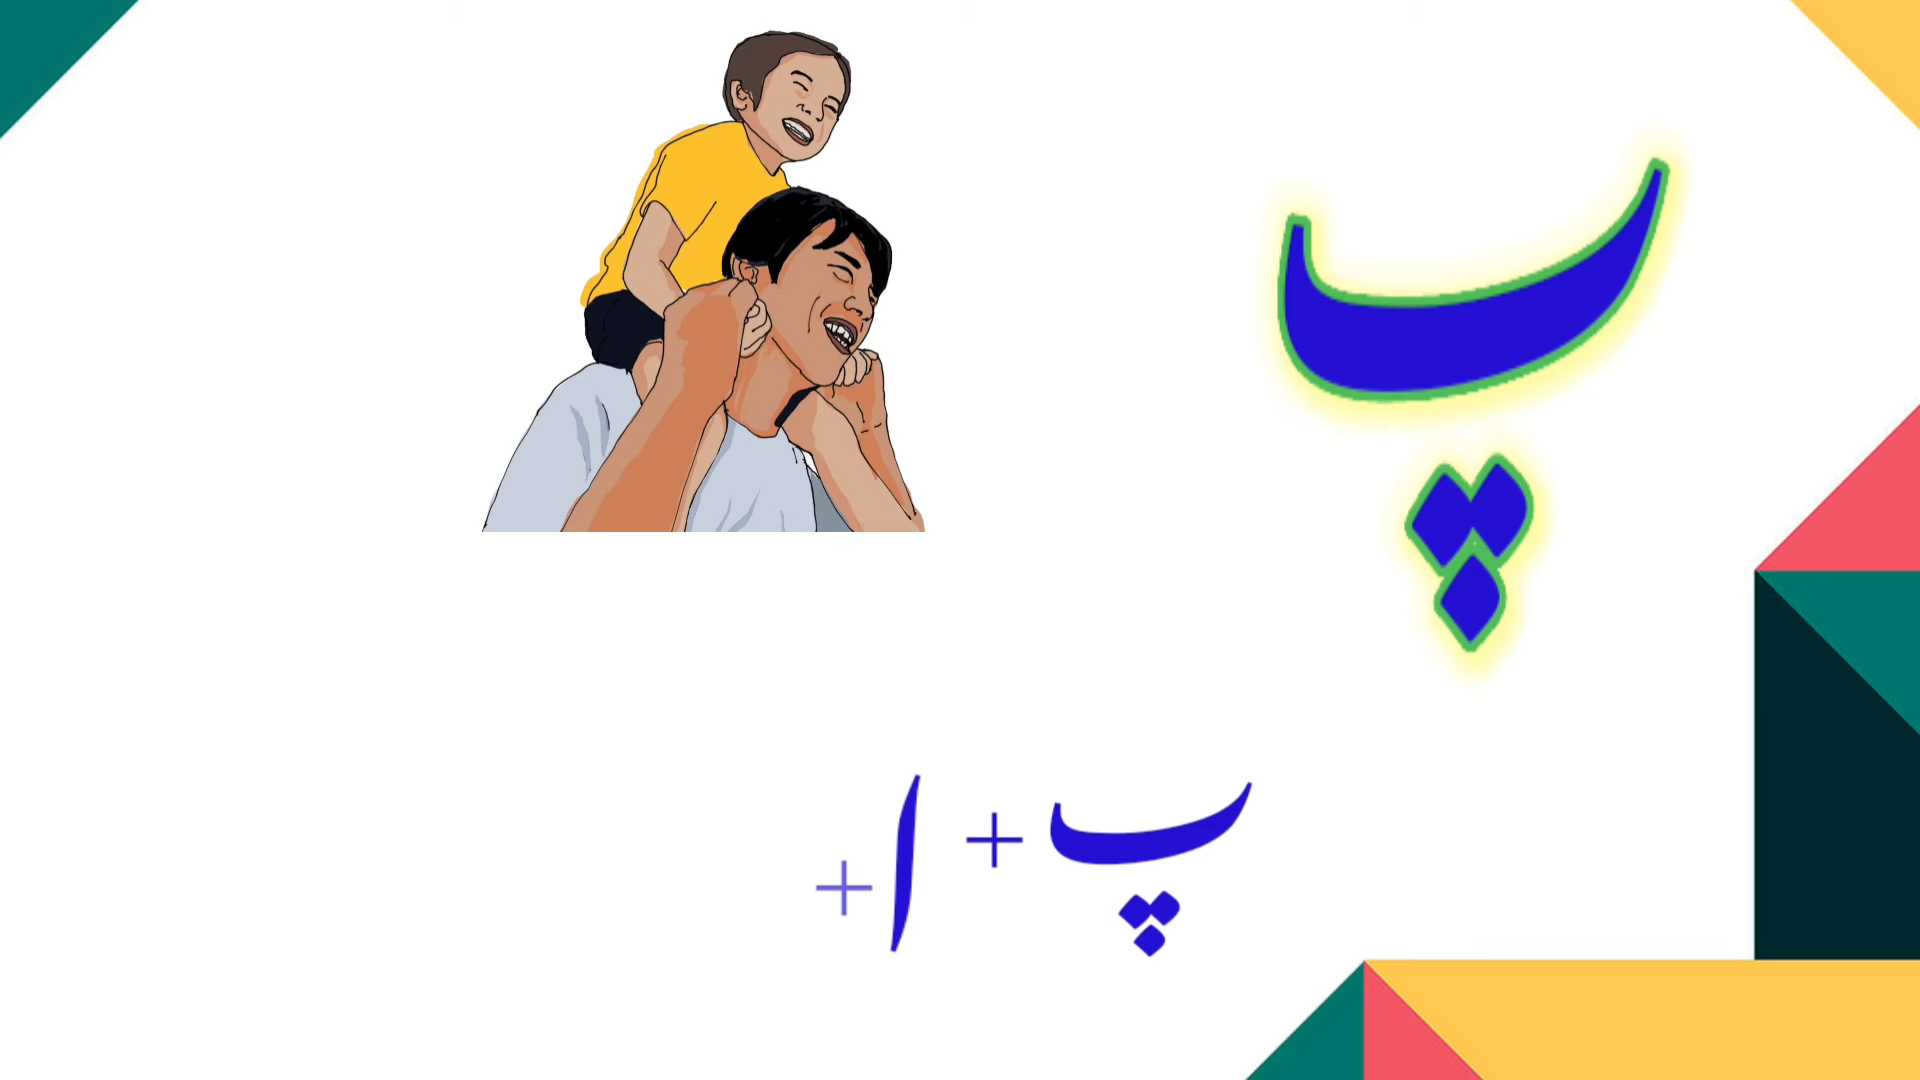 پ
پ + ا +